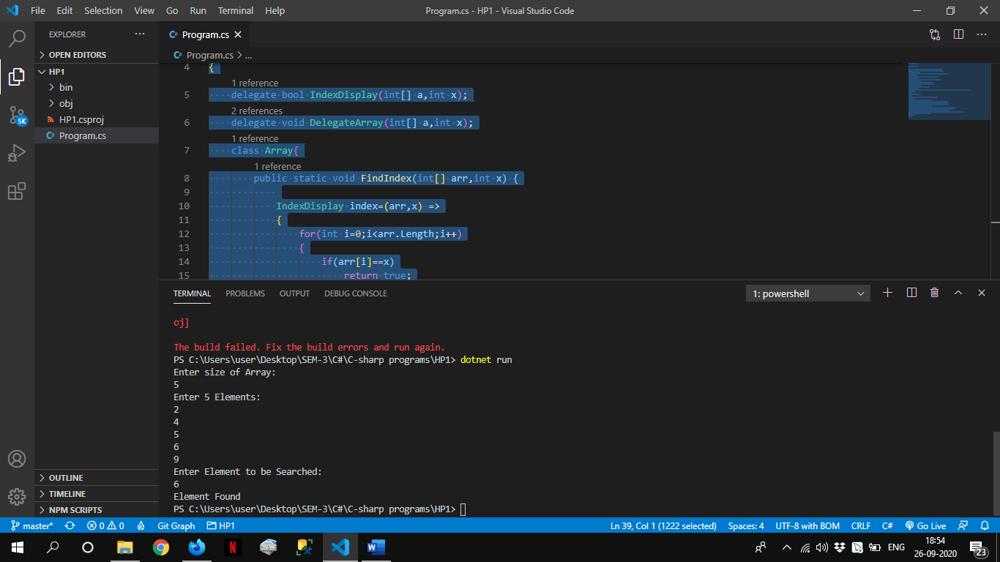 File Edit Selection View Go Run Terminal Help Program.cs - HP1 - Visual Studio Code
EXPLORER
OPEN EDITORS
HP1
bin
obj
HP1.csproj
Program.cs
OUTLINE
TIMELINE
NPM SCRIPTS
5K
Program.cs
Program.cs > ...
4 {
1 reference
5 delegate bool IndexDisplay(int[] a,int x);
2 references
6 delegate void DelegateArray(int[] a,int x);
1 reference
7 class Array{
1 reference
8 public static void FindIndex(int[] arr,int x) {
9
10 IndexDisplay index=(arr,x) =>
11 {
12 for(int i=0;i<arr.Length;i++)
13 {
14 if(arr[i]==x)
15 return true;
TERMINAL PROBLEMS OUTPUT DEBUG CONSOLE 1: powershell
oj]
The build failed. Fix the build errors and run again.
PS C:\Users\user\Desktop\SEM-3\C#\C-sharp programs\HP1> dotnet run
Enter size of Array:
5
Enter 5 Elements:
2
4
5
6
9
Enter Element to be Searched:
6
Element Found
PS C:\Users\user\Desktop\SEM-3\C#\C-sharp programs\HP1>
master* 0 0 Git Graph HP1 Ln 39, Col 1 (1222 selected) Spaces: 4 UTF-8 with BOM CRLF C# Go Live
N W ENG 18:54
26-09-2020 23